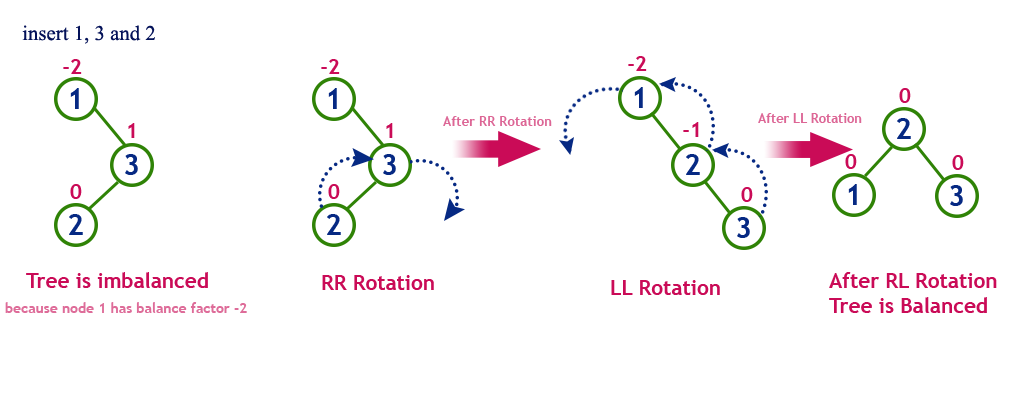 insert 1, 3 and 2
-2
1
1
3
0
2
Tree is imbalanced
because node 1 has balance factor -2
-2
1
1
3
0
2
RR Rotation
After RR Rotation
-2
1
-1
2
0
3
LL Rotation
After LL Rotation
0
2
0
1
0
3
After RL Rotation
Tree is Balanced